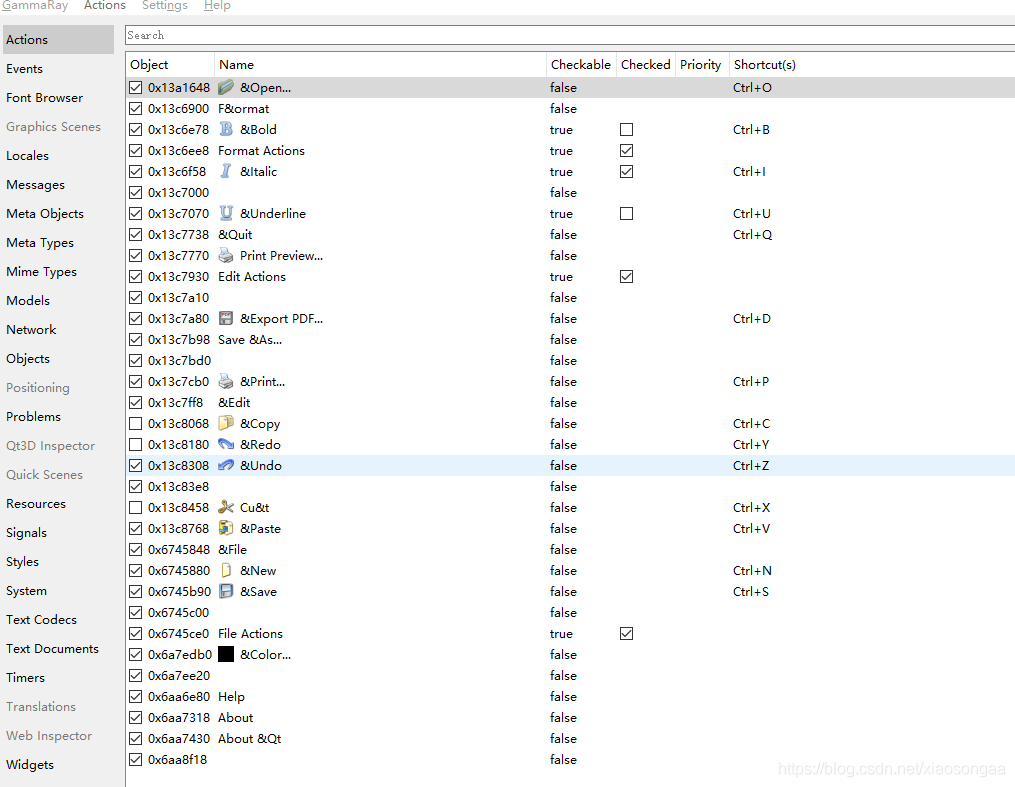 GammaRay Actions Settings Help
Actions
Events
Font Browser
Graphics Scenes
Locales
Messages
Meta Objects
Meta Types
Mime Types
Models
Network
Objects
Positioning
Problems
Qt3D Inspector
Quick Scenes
Resources
Signals
Styles
System
Text Codecs
Text Documents
Timers
Translations
Web Inspector
Widgets
Search
Object Name Checkable Checked Priority Shortcut(s)
0x13a1648 &Open... false Ctrl+O
0x13c6900 F&ormat false
0x13c6e78 &Bold true Ctrl+B
0x13c6ee8 Format Actions true
0x13c6f58 &Italic true Ctrl+I
0x13c7000 false
0x13c7070 &Underline true Ctrl+U
0x13c7738 &Quit false Ctrl+Q
0x13c7770 Print Preview... false
0x13c7930 Edit Actions true
0x13c7a10 false
0x13c7a80 &Export PDF... false Ctrl+D
0x13c7b98 Save &As... false
0x13c7bd0 false
0x13c7cb0 &Print... false Ctrl+P
0x13c7ff8 &Edit false
0x13c8068 &Copy false Ctrl+C
0x13c8180 &Redo false Ctrl+Y
0x13c8308 &Undo false Ctrl+Z
0x13c83e8 false
0x13c8458 Cu&t false Ctrl+X
0x13c8768 &Paste false Ctrl+V
0x6745848 &File false
0x6745880 &New false Ctrl+N
0x6745b90 &Save false Ctrl+S
0x6745c00 false
0x6745ce0 File Actions true
0x6a7edb0 &Color... false
0x6a7ee20 false
0x6aa6e80 Help false
0x6aa7318 About false
0x6aa7430 About &Qt false
0x6aa8f18 false
https://blog.csdn.net/xiaosongaa